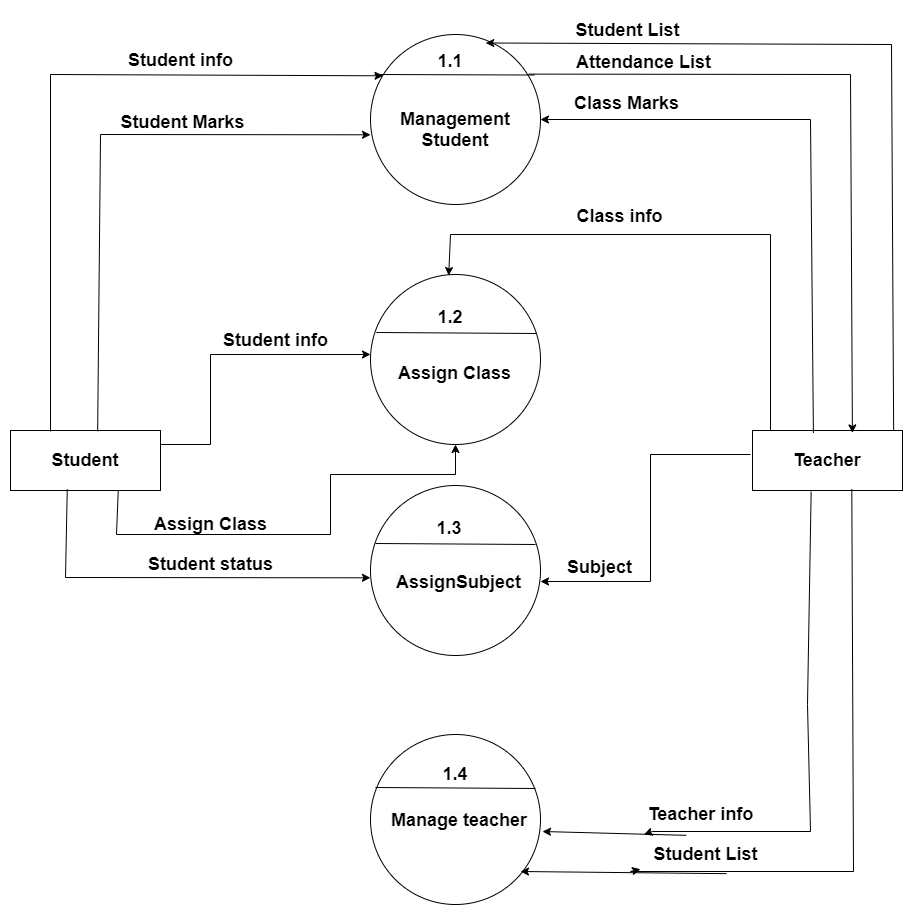 Student List
Student info
1.1
Attendance List
Class Marks
Student Marks
Management
Student
Class info
1.2
Student info
Assign Class
Student
Teacher
Assign Class
1.3
Student status
Subject
AssignSubject
1.4
Teacher info
Manage teacher
Student List